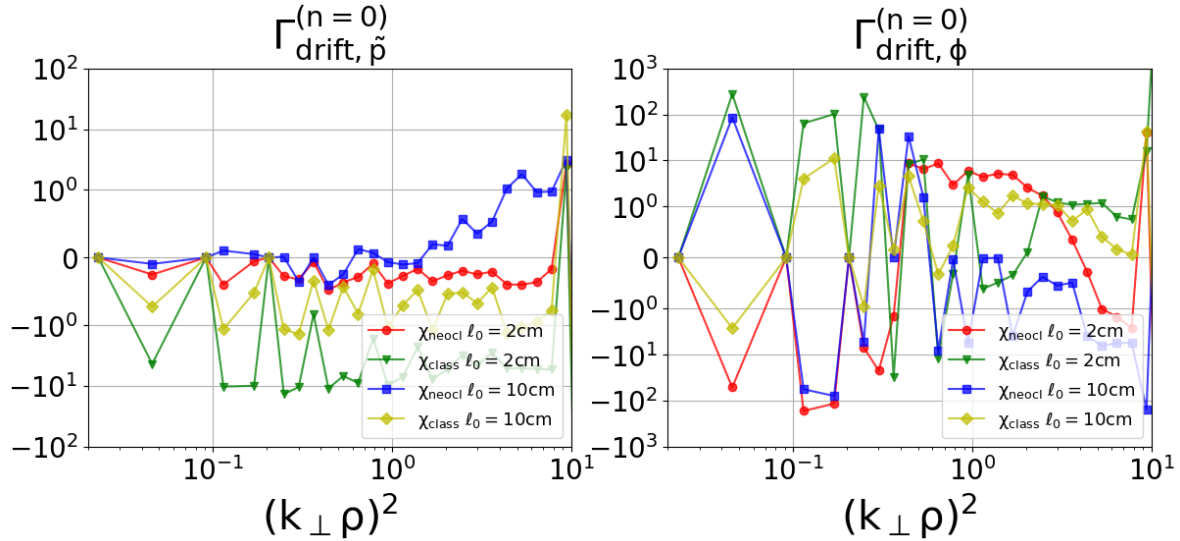 Γ(n = 0) drift, p̃
10²
10¹
10⁰
0
−10⁰
−10¹
−10²
10⁻¹
10⁰
10¹
(k⊥ρ)²
χneocl ℓ₀ = 2cm
χclass ℓ₀ = 2cm
χneocl ℓ₀ = 10cm
χclass ℓ₀ = 10cm
Γ(n = 0) drift, ϕ
10³
10²
10¹
10⁰
0
−10⁰
−10¹
−10²
−10³
10⁻¹
10⁰
10¹
(k⊥ρ)²
χneocl ℓ₀ = 2cm
χclass ℓ₀ = 2cm
χneocl ℓ₀ = 10cm
χclass ℓ₀ = 10cm